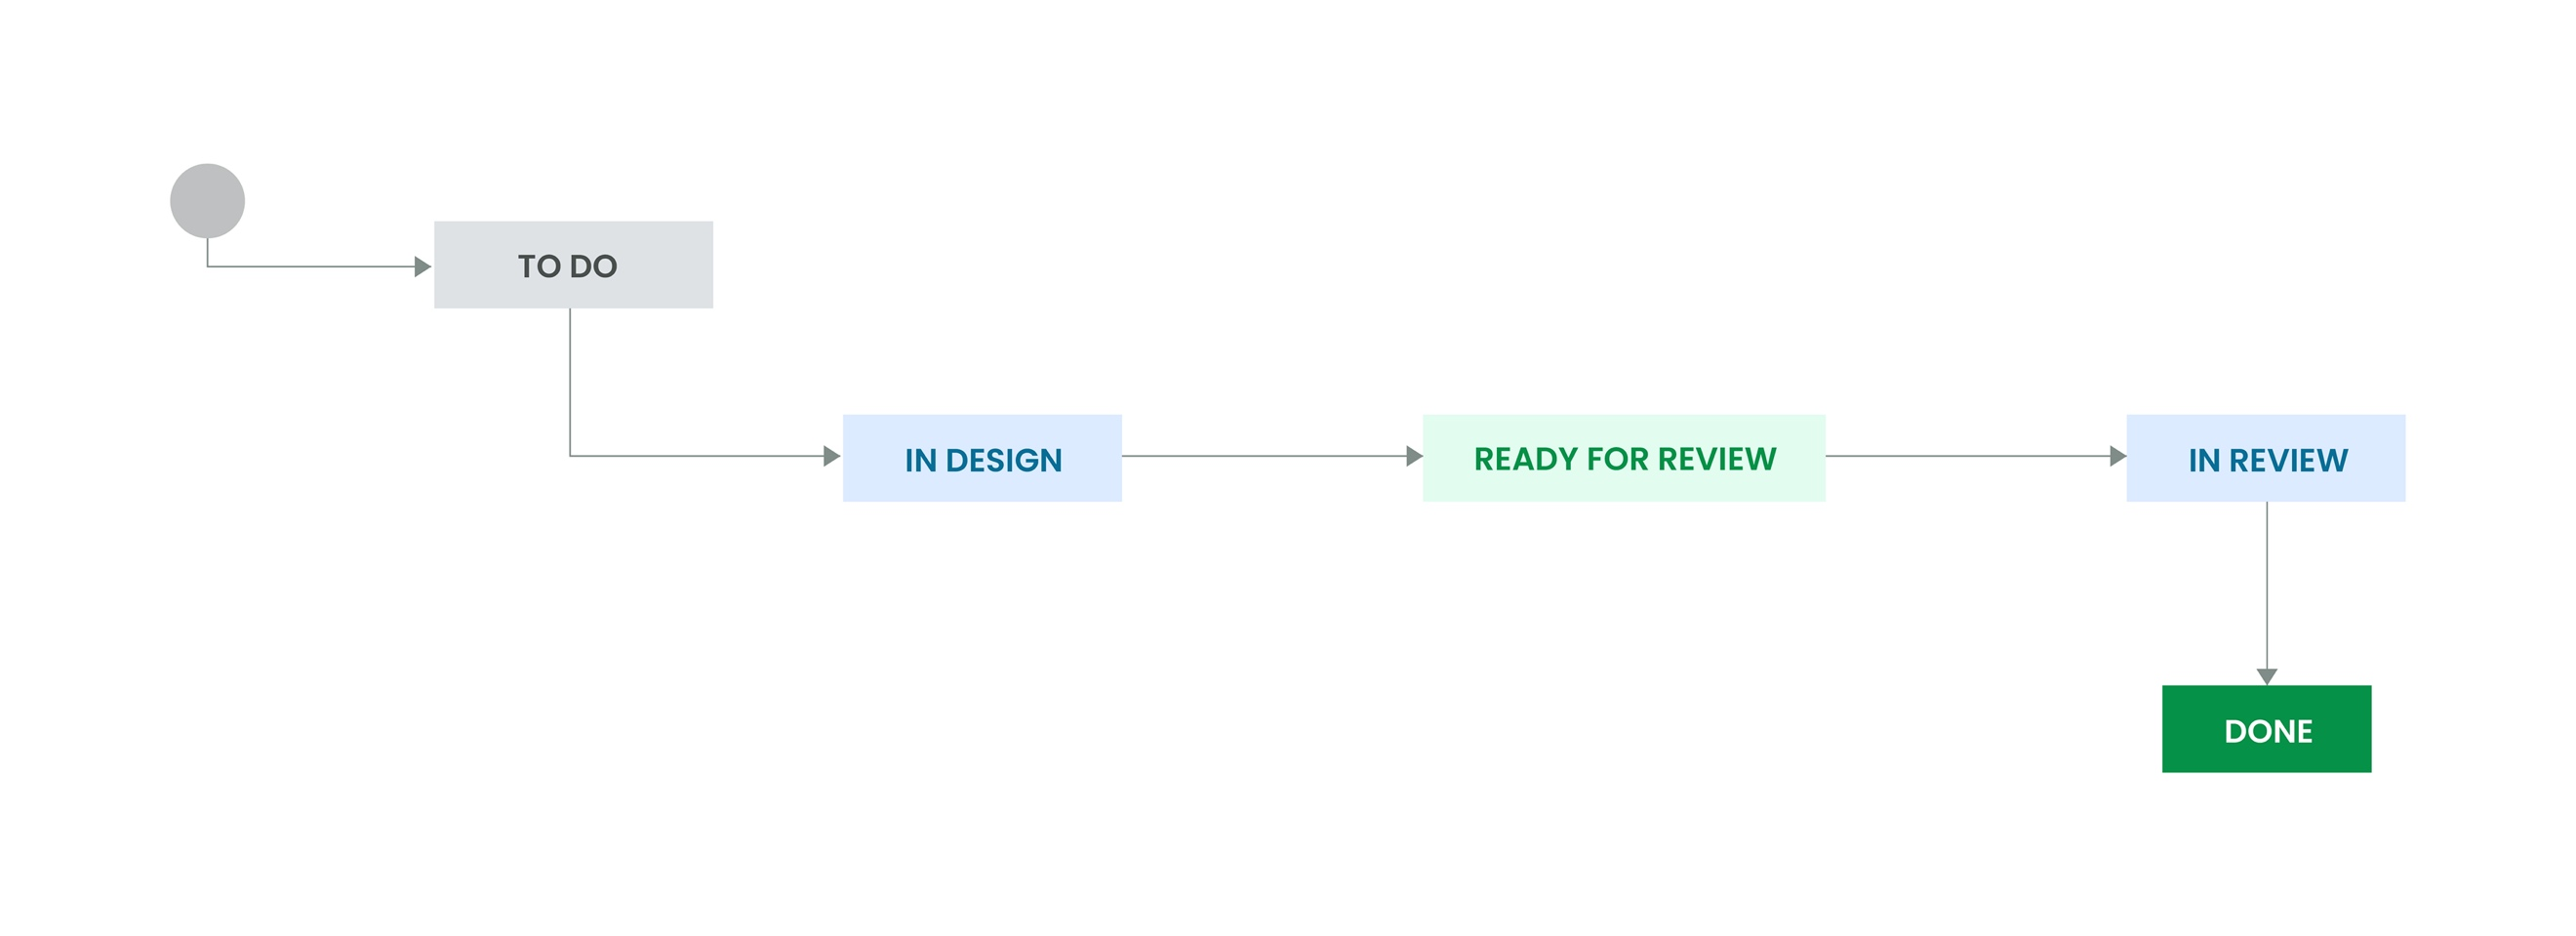 TO DO
IN DESIGN
READY FOR REVIEW
IN REVIEW
DONE